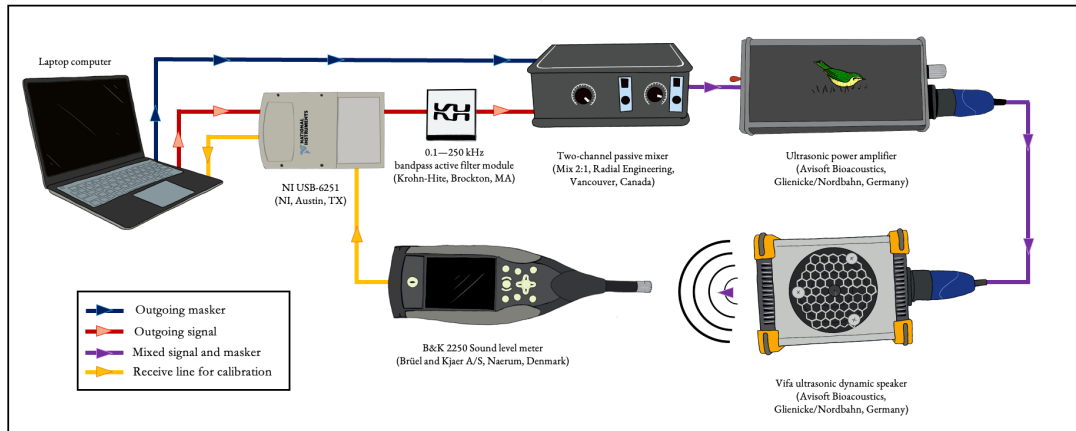 Laptop computer
NATIONAL
INSTRUMENTS
NI USB-6251
(NI, Austin, TX)
KH
0.1—250 kHz
bandpass active filter module
(Krohn-Hite, Brockton, MA)
Two-channel passive mixer
(Mix 2:1, Radial Engineering,
Vancouver, Canada)
Ultrasonic power amplifier
(Avisoft Bioacoustics,
Glienicke/Nordbahn, Germany)
B&K 2250 Sound level meter
(Brüel and Kjaer A/S, Naerum, Denmark)
Vifa ultrasonic dynamic speaker
(Avisoft Bioacoustics,
Glienicke/Nordbahn, Germany)
Outgoing masker
Outgoing signal
Mixed signal and masker
Receive line for calibration